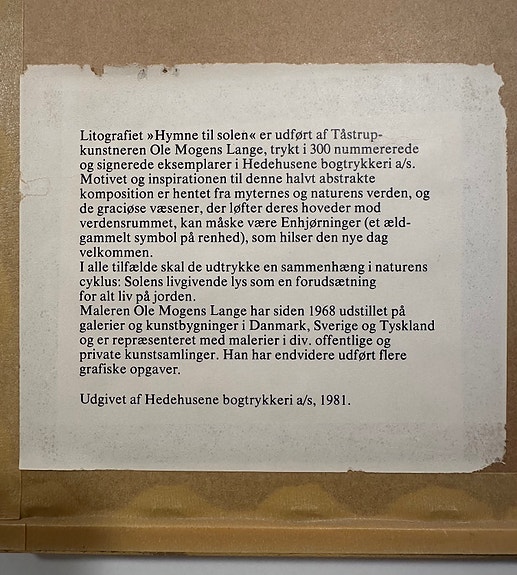 Litografiet »Hymne til solen« er udført af Tåstrup-
kunstneren Ole Mogens Lange, trykt i 300 nummererede
og signerede eksemplarer i Hedehusene bogtrykkeri a/s.
Motivet og inspirationen til denne halvt abstrakte
komposition er hentet fra myternes og naturens verden, og
de graciøse væsener, der løfter deres hoveder mod
verdensrummet, kan måske være Enhjørninger (et æld-
gammelt symbol på renhed), som hilser den nye dag
velkommen.
I alle tilfælde skal de udtrykke en sammenhæng i naturens
cyklus: Solens livgivende lys som en forudsætning
for alt liv på jorden.
Maleren Ole Mogens Lange har siden 1968 udstillet på
galerier og kunstbygninger i Danmark, Sverige og Tyskland
og er repræsenteret med malerier i div. offentlige og
private kunstsamlinger. Han har endvidere udført flere
grafiske opgaver.
Udgivet af Hedehusene bogtrykkeri a/s, 1981.